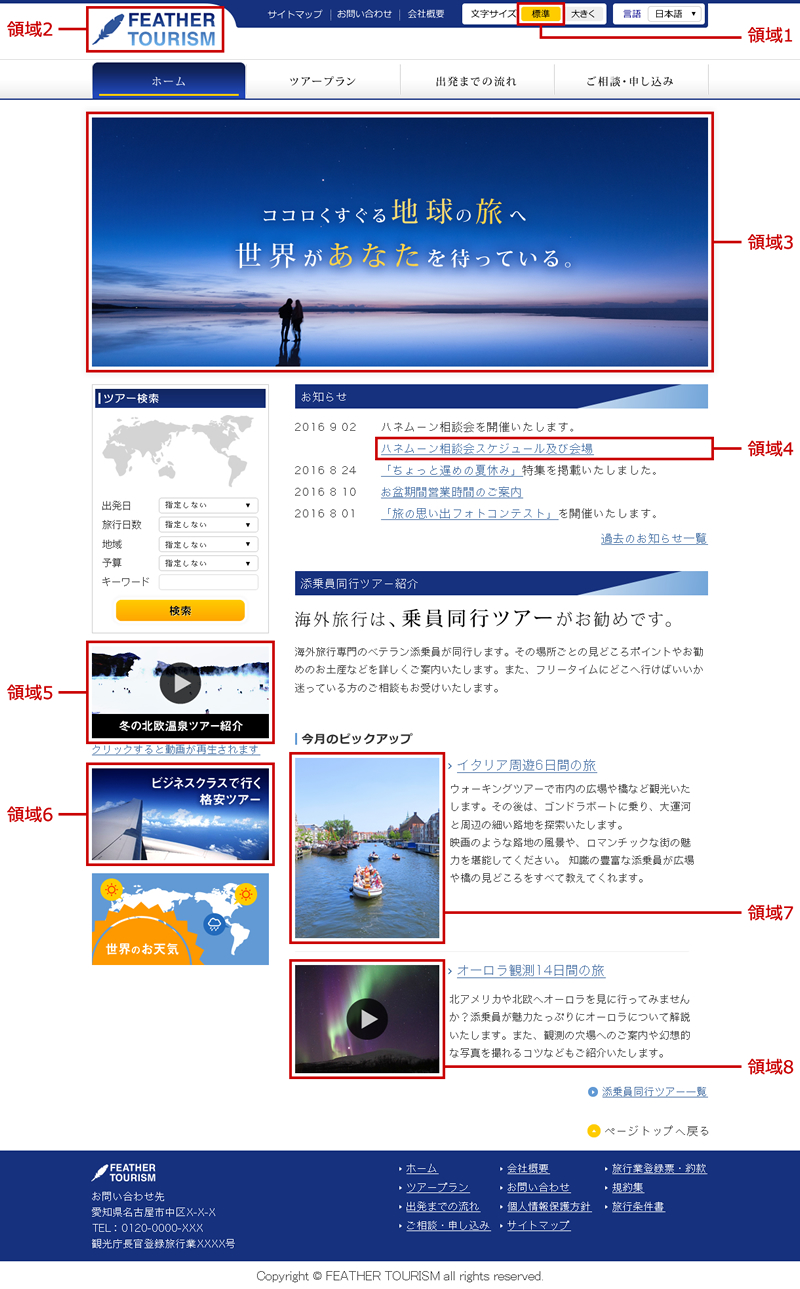 領域2
FEATHER
TOURISM
サイトマップ
お問い合わせ
会社概要
文字サイズ
標準
大きく
言語
日本語
領域1
ホーム
ツアープラン
出発までの流れ
ご相談・申し込み
ココロくすぐる地球の旅へ
世界があなたを待っている。
領域3
ツアー検索
出発日
指定しない
旅行日数
指定しない
地域
指定しない
予算
指定しない
キーワード
検索
お知らせ
2016 9 02
ハネムーン相談会を開催いたします。
ハネムーン相談会スケジュール及び会場
領域4
2016 8 24
「ちょっと遅めの夏休み」特集を掲載いたしました。
2016 8 10
お盆期間営業時間のご案内
2016 8 01
「旅の思い出フォトコンテスト」を開催いたします。
過去のお知らせ一覧
添乗員同行ツアー紹介
海外旅行は、乗員同行ツアーがお勧めです。
海外旅行専門のベテラン添乗員が同行します。その場所ごとの見どころポイントやお勧
めのお土産などを詳しくご案内いたします。また、フリータイムにどこへ行けばいいか
迷っている方のご相談もお受けいたします。
領域5
冬の北欧温泉ツアー紹介
クリックすると動画が再生されます
領域6
ビジネスクラスで行く
格安ツアー
世界のお天気
今月のピックアップ
イタリア周遊6日間の旅
ウォーキングツアーで市内の広場や橋など観光いた
します。その後は、ゴンドラボートに乗り、大運河
と周辺の細い路地を探索いたします。
映画のような路地の風景や、ロマンチックな街の魅
力を堪能してください。 知識の豊富な添乗員が広場
や橋の見どころをすべて教えてくれます。
領域7
オーロラ観測14日間の旅
北アメリカや北欧へオーロラを見に行ってみません
か？添乗員が魅力たっぷりにオーロラについて解説
いたします。また、観測の穴場へのご案内や幻想的
な写真を撮れるコツなどもご紹介いたします。
領域8
添乗員同行ツアー一覧
ページトップへ戻る
FEATHER
TOURISM
お問い合わせ先
愛知県名古屋市中区X-X-X
TEL：0120-0000-XXX
観光庁長官登録旅行業XXXX号
ホーム
ツアープラン
出発までの流れ
ご相談・申し込み
会社概要
お問い合わせ
個人情報保護方針
サイトマップ
旅行業登録票・約款
規約集
旅行条件書
Copyright © FEATHER TOURISM all rights reserved.